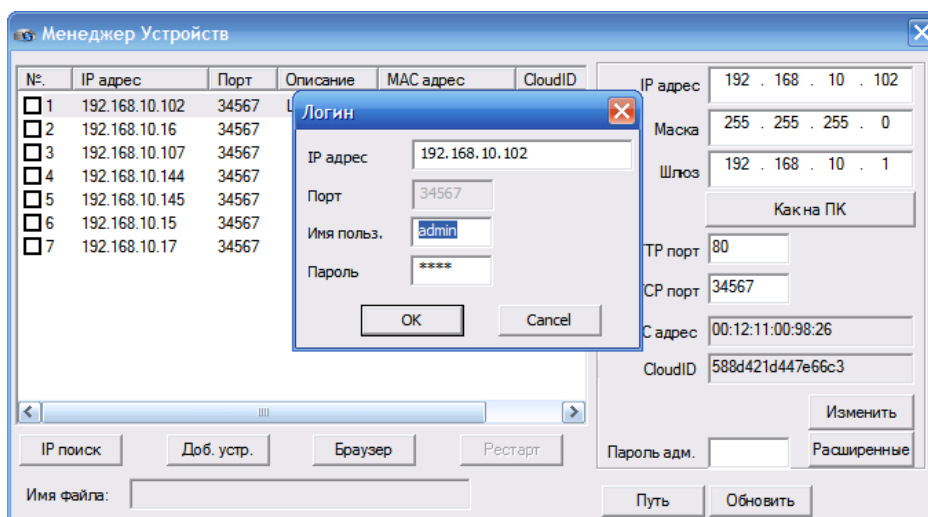 Менеджер Устройств
№. IP адрес Порт Описание MAC адрес CloudID
1 192.168.10.102 34567
2 192.168.10.16 34567
3 192.168.10.107 34567
4 192.168.10.144 34567
5 192.168.10.145 34567
6 192.168.10.15 34567
7 192.168.10.17 34567
Логин
IP адрес 192.168.10.102
Порт 34567
Имя польз. admin
Пароль ****
OK Cancel
IP адрес 192 . 168 . 10 . 102
Маска 255 . 255 . 255 . 0
Шлюз 192 . 168 . 10 . 1
Как на ПК
TP порт 80
CP порт 34567
C адрес 00:12:11:00:98:26
CloudID 588d421d447e66c3
Изменить
IP поиск Доб. устр. Браузер Рестарт
Пароль адм. Расширенные
Имя файла:
Путь Обновить